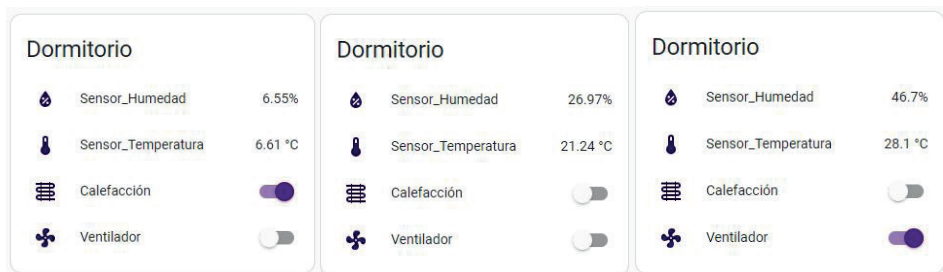 Dormitorio
Sensor_Humedad 6.55%
Sensor_Temperatura 6.61 °C
Calefacción
Ventilador
Dormitorio
Sensor_Humedad 26.97%
Sensor_Temperatura 21.24 °C
Calefacción
Ventilador
Dormitorio
Sensor_Humedad 46.7%
Sensor_Temperatura 28.1 °C
Calefacción
Ventilador